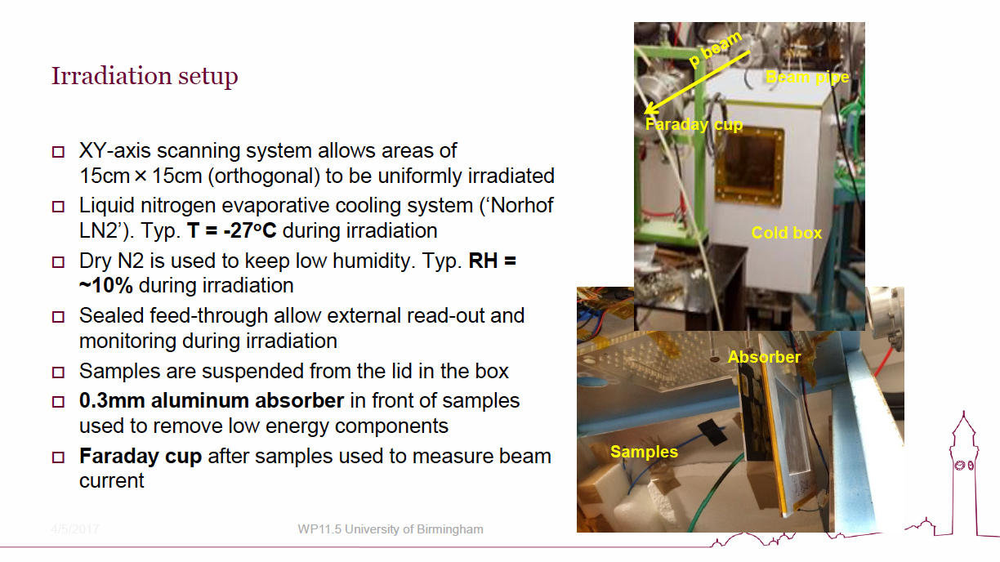 Irradiation setup
XY-axis scanning system allows areas of
15cm×15cm (orthogonal) to be uniformly irradiated
Liquid nitrogen evaporative cooling system (‘Norhof
LN2’). Typ. T = -27ºC during irradiation
Dry N2 is used to keep low humidity. Typ. RH =
~10% during irradiation
Sealed feed-through allow external read-out and
monitoring during irradiation
Samples are suspended from the lid in the box
0.3mm aluminum absorber in front of samples
used to remove low energy components
Faraday cup after samples used to measure beam
current
p beam
Beam pipe
Faraday cup
Cold box
Absorber
Samples
4/5/2017
WP11.5 University of Birmingham